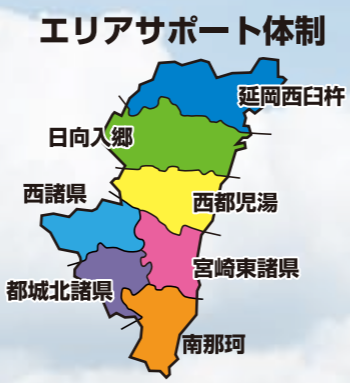 エリアサポート体制
延岡西臼杵
日向入郷
西諸県
西都児湯
宮崎東諸県
都城北諸県
南那珂